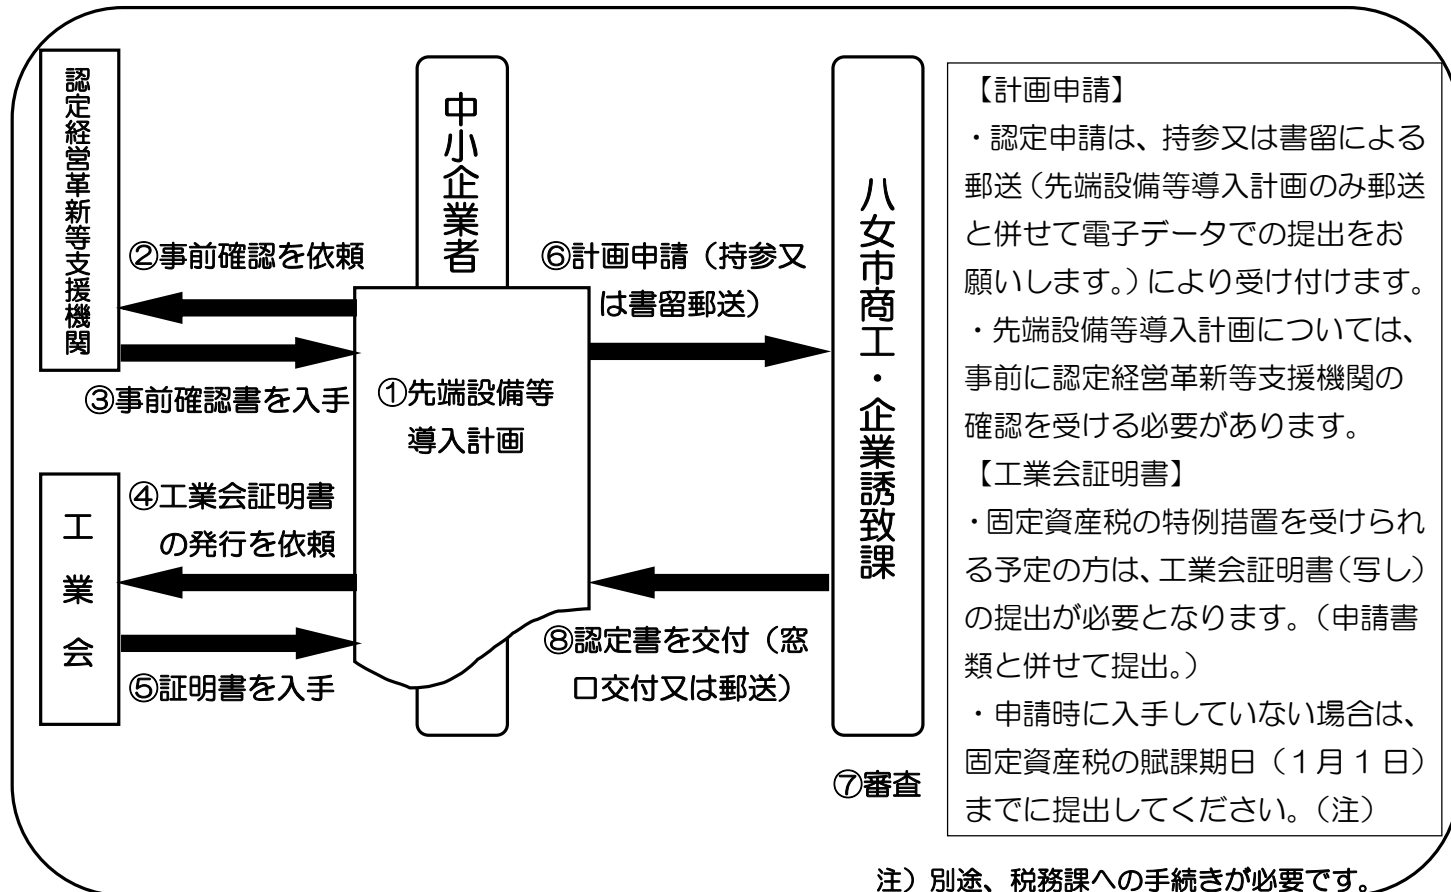 認定経営革新等支援機関
②事前確認を依頼
③事前確認書を入手
工業会
④工業会証明書
の発行を依頼
⑤証明書を入手
中小企業者
①先端設備等
導入計画
⑥計画申請（持参又
は書留郵送）
⑧認定書を交付（窓
口交付又は郵送）
八女市商工・企業誘致課
⑦審査
【計画申請】
・認定申請は、持参又は書留による
郵送（先端設備等導入計画のみ郵送
と併せて電子データでの提出をお
願いします。）により受け付けます。
・先端設備等導入計画については、
事前に認定経営革新等支援機関の
確認を受ける必要があります。
【工業会証明書】
・固定資産税の特例措置を受けられ
る予定の方は、工業会証明書（写し）
の提出が必要となります。（申請書
類と併せて提出。）
・申請時に入手していない場合は、
固定資産税の賦課期日（１月１日）
までに提出してください。（注）
注）別途、税務課への手続きが必要です。